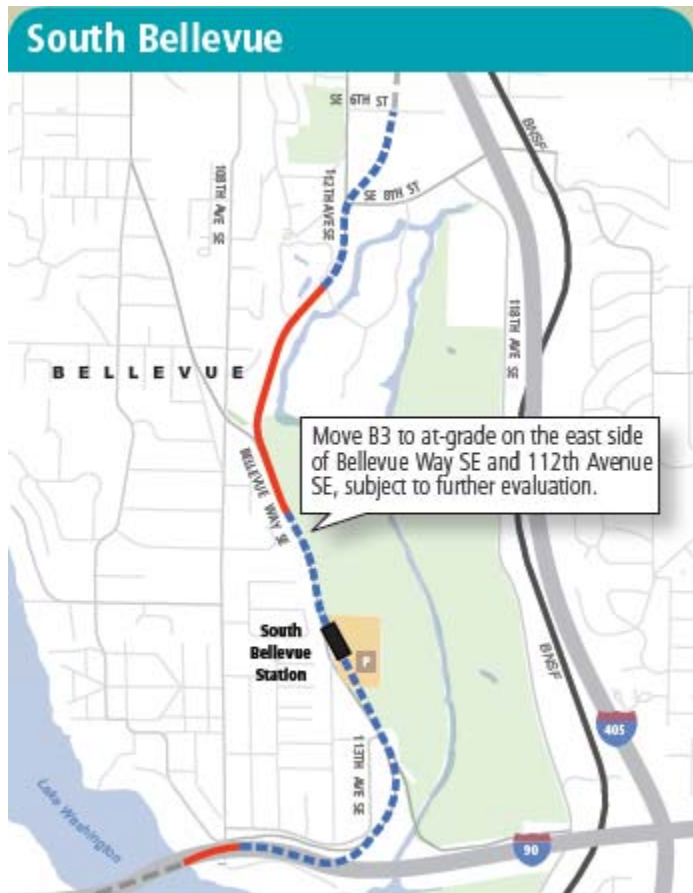 South Bellevue
SE 6TH ST
BNSF
108TH AVE SE
112TH AVE SE
SE 8TH ST
118TH AVE SE
BELLEVUE
Move B3 to at-grade on the east side
of Bellevue Way SE and 112th Avenue
SE, subject to further evaluation.
BELLEVUE WAY SE
South
Bellevue
Station
P
BNSF
405
113TH AVE SE
Lake Washington
90